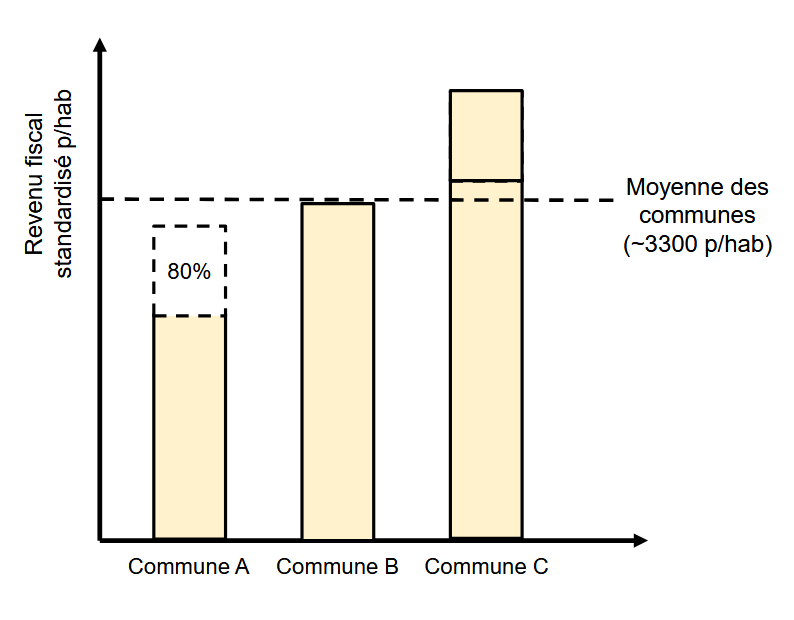 Revenu fiscal
standardisé p/hab
80%
Moyenne des
communes
(~3300 p/hab)
Commune A
Commune B
Commune C